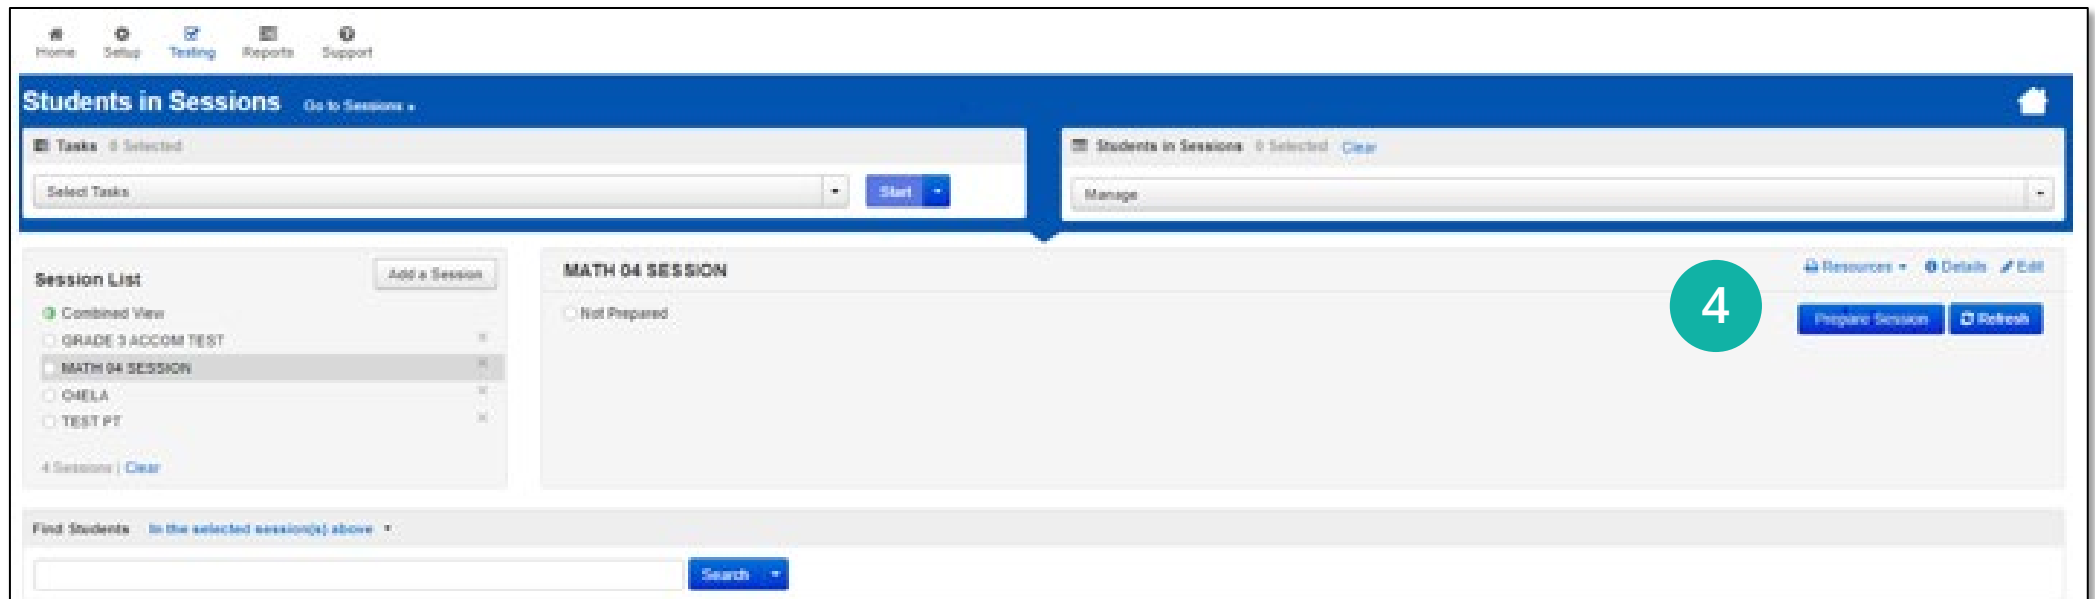 Home Setup Testing Reports Support
Students in Sessions Go to Sessions »
Tasks 0 Selected
Students in Sessions 0 Selected Clear
Select Tasks
Start
Manage
Session List
Add a Session
MATH 04 SESSION
Resources Details Edit
Combined View
Not Prepared
4
Prepare Session Refresh
GRADE 3 ACCOM TEST
MATH 04 SESSION
O4ELA
TEST PT
4 Sessions | Clear
Find Students In the selected session(s) above
Search